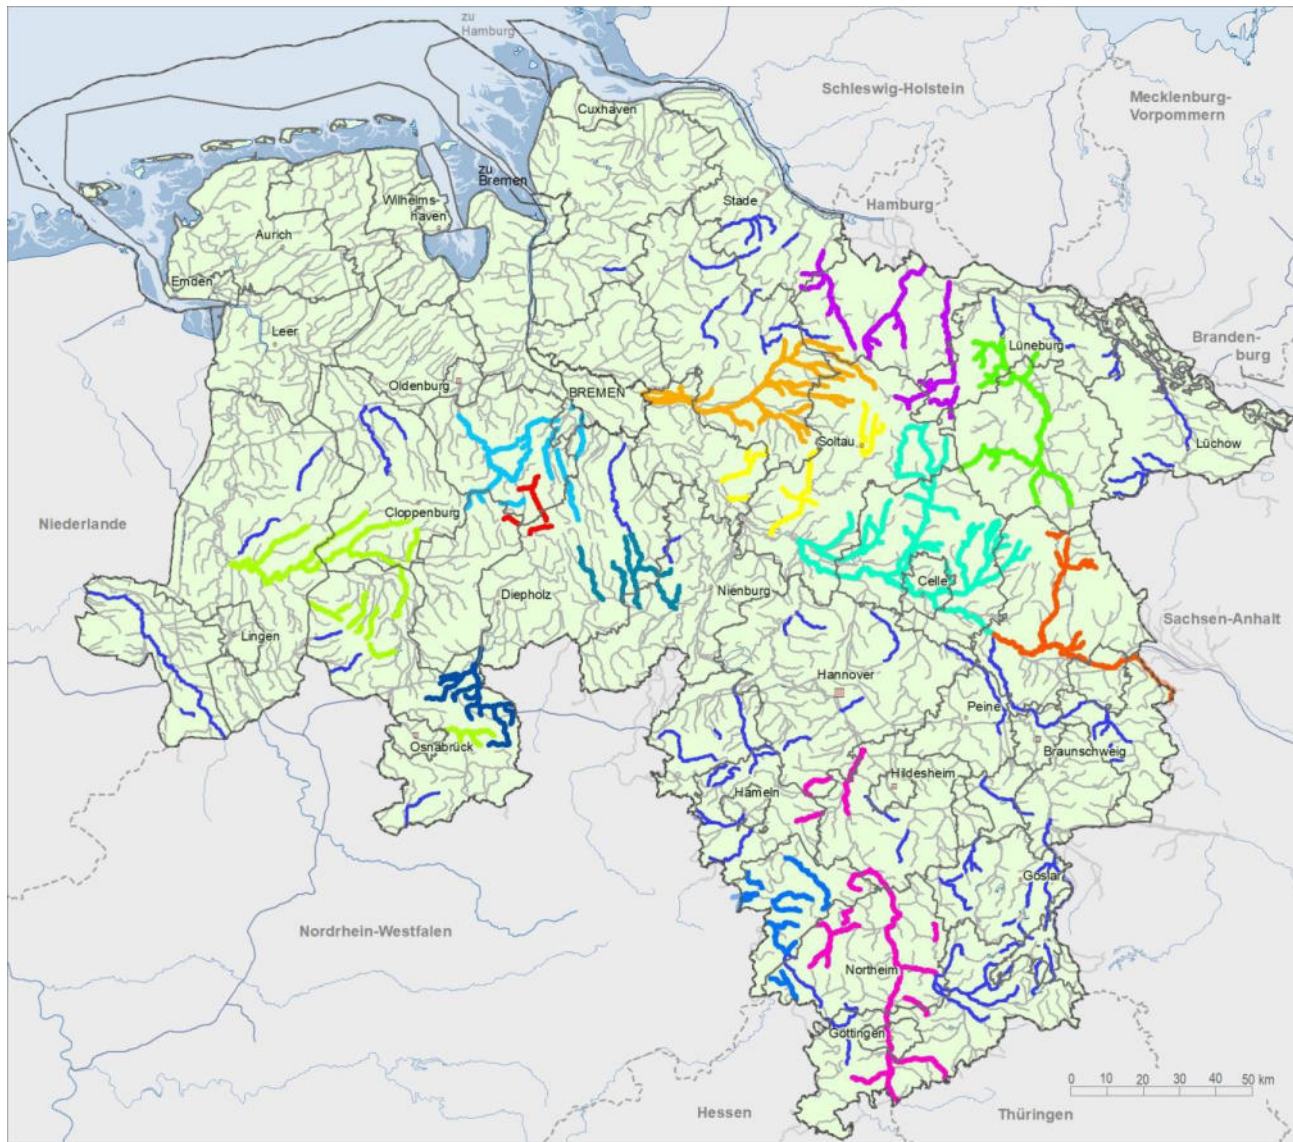 zu
Hamburg
Schleswig-Holstein
Mecklenburg-
Vorpommern
Cuxhaven
zu
Bremen
Wilhelms-
haven
Stade
Hamburg
Aurich
Emden
Leer
Lüneburg
Branden-
burg
Oldenburg
BREMEN
Soltau
Lüchow
Niederlande
Cloppenburg
Celle
Diepholz
Nienburg
Lingen
Sachsen-Anhalt
Hannover
Peine
Osnabrück
Braunschweig
Hildesheim
Hameln
Goslar
Nordrhein-Westfalen
Northeim
Göttingen
0 10 20 30 40 50 km
Hessen
Thüringen